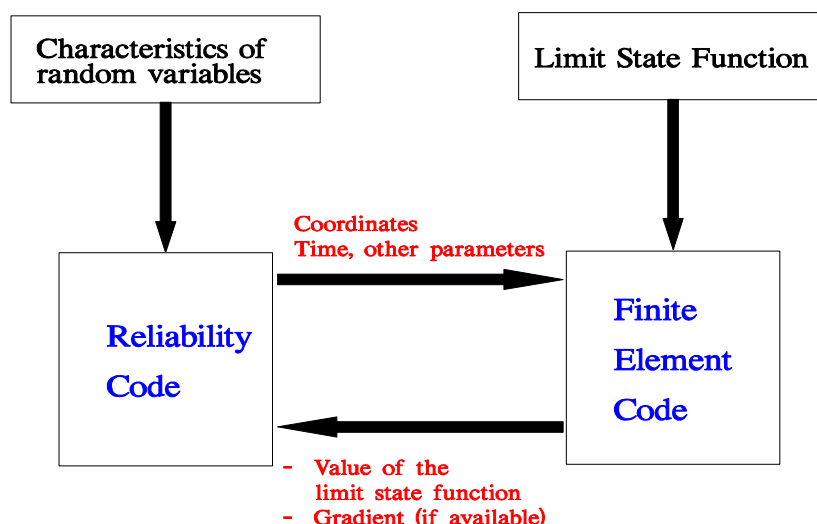 Characteristics of
random variables
Limit State Function
Coordinates
Time, other parameters
Reliability
Code
Finite
Element
Code
- Value of the
limit state function
- Gradient (if available)